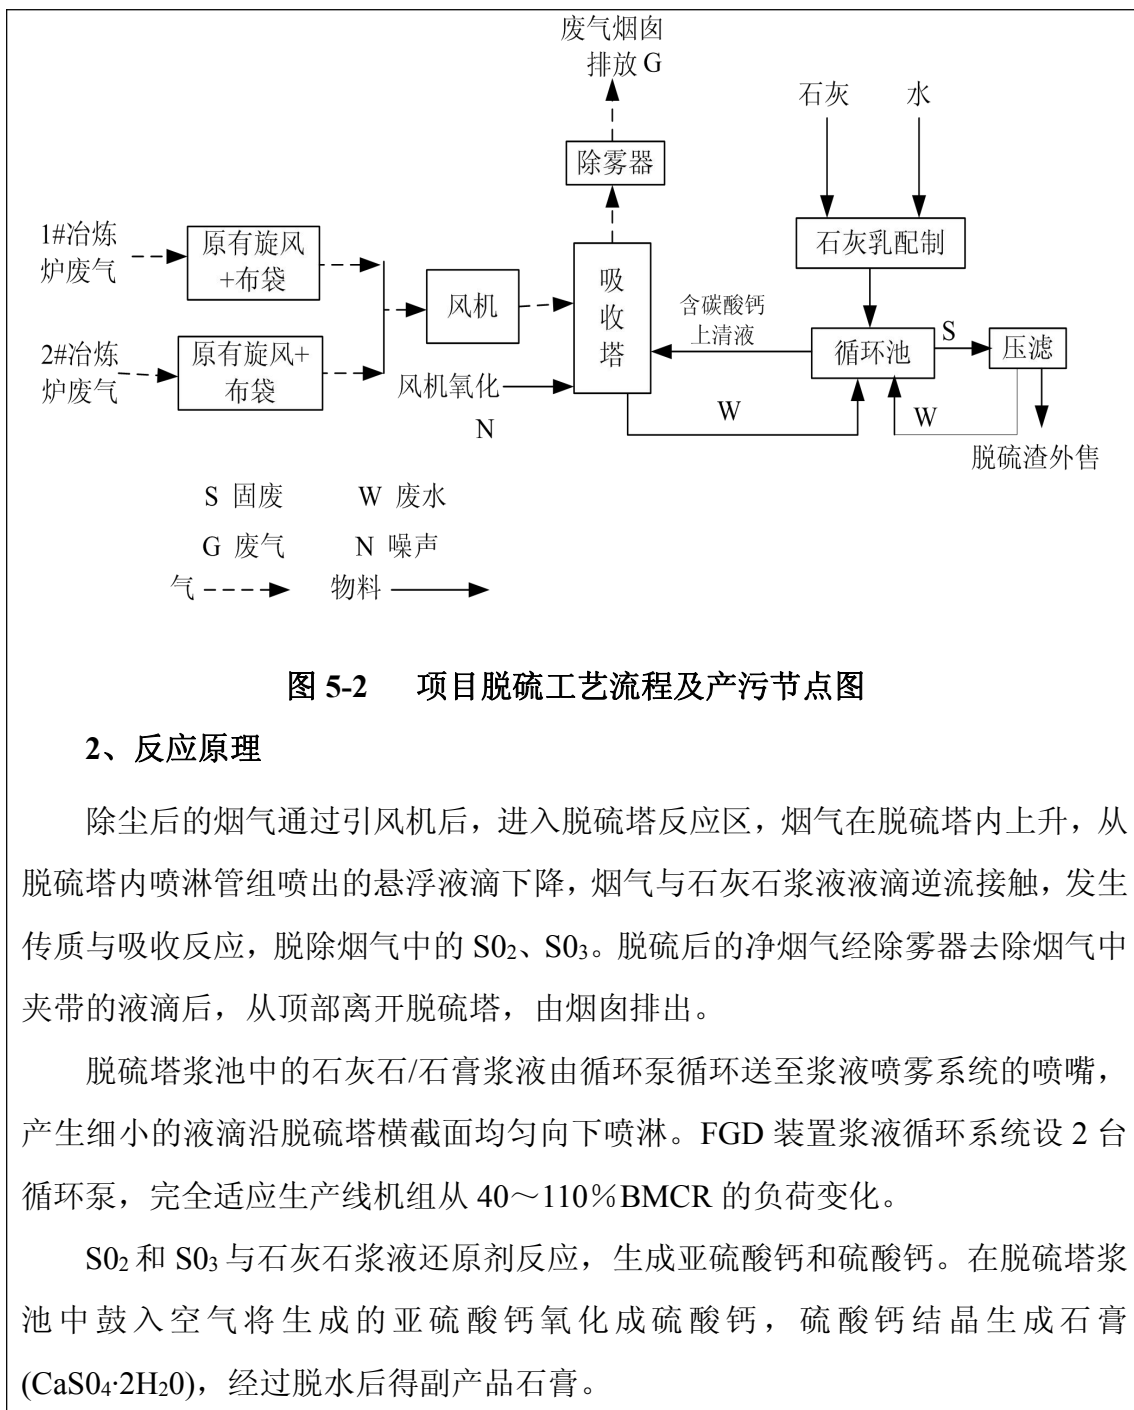 废气烟囱
排放 G
石灰
水
除雾器
1#冶炼
炉废气
原有旋风
+布袋
石灰乳配制
风机
吸
收
塔
含碳酸钙
上清液
循环池
S
压滤
2#冶炼
炉废气
原有旋风+
布袋
风机氧化
N
W
W
脱硫渣外售
S 固废
W 废水
G 废气
N 噪声
气
物料
图 5-2 项目脱硫工艺流程及产污节点图
2、反应原理
除尘后的烟气通过引风机后，进入脱硫塔反应区，烟气在脱硫塔内上升，从
脱硫塔内喷淋管组喷出的悬浮液滴下降，烟气与石灰石浆液液滴逆流接触，发生
传质与吸收反应，脱除烟气中的 S0₂、S0₃。脱硫后的净烟气经除雾器去除烟气中
夹带的液滴后，从顶部离开脱硫塔，由烟囱排出。
脱硫塔浆池中的石灰石/石膏浆液由循环泵循环送至浆液喷雾系统的喷嘴，
产生细小的液滴沿脱硫塔横截面均匀向下喷淋。FGD 装置浆液循环系统设 2 台
循环泵，完全适应生产线机组从 40～110％BMCR 的负荷变化。
S0₂ 和 S0₃ 与石灰石浆液还原剂反应，生成亚硫酸钙和硫酸钙。在脱硫塔浆
池中鼓入空气将生成的亚硫酸钙氧化成硫酸钙，硫酸钙结晶生成石膏
(CaS0₄·2H₂0)，经过脱水后得副产品石膏。